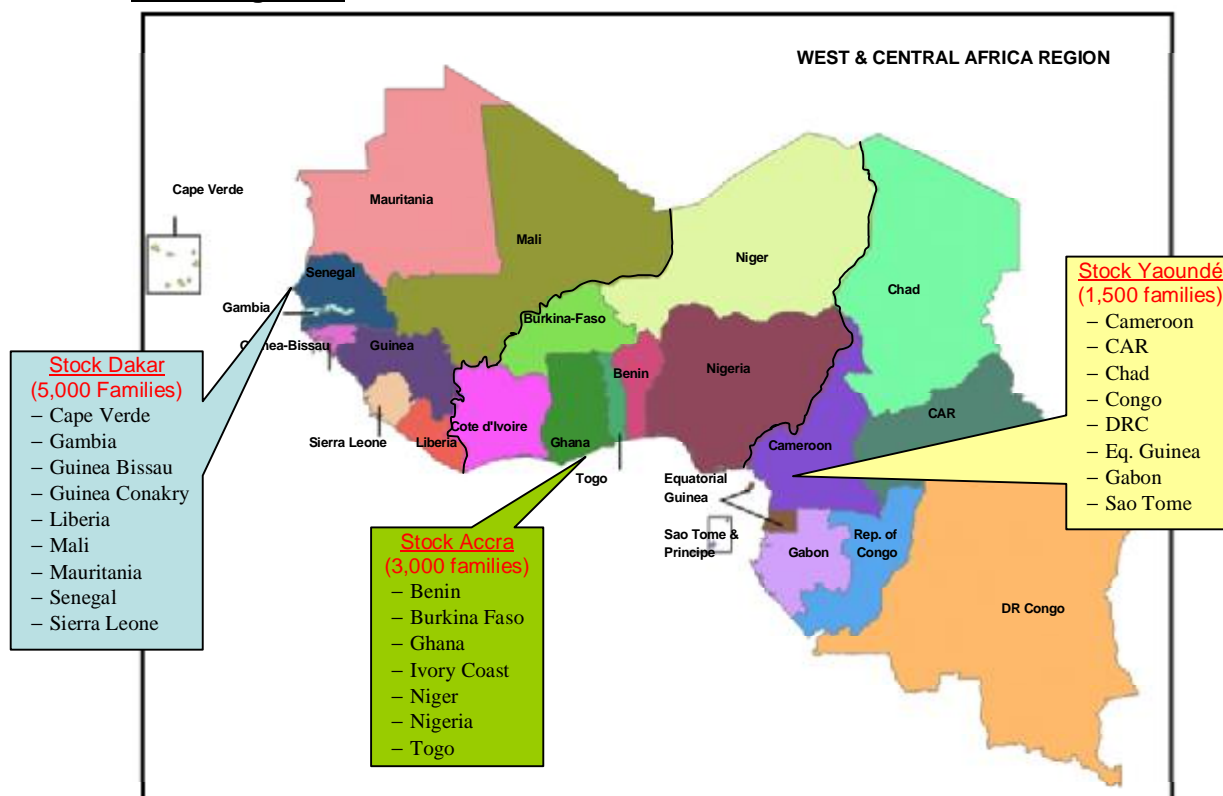 WEST & CENTRAL AFRICA REGION
Cape Verde
Mauritania
Mali
Niger
Chad
Senegal
Gambia
Burkina-Faso
Guinea
Benin
Nigeria
CAR
Sierra Leone
Liberia
Cote d'Ivoire
Ghana
Togo
Cameroon
Equatorial
Guinea
Sao Tome &
Principe
Gabon
Rep. of
Congo
DR Congo
Stock Dakar
(5,000 Families)
– Cape Verde
– Gambia
– Guinea Bissau
– Guinea Conakry
– Liberia
– Mali
– Mauritania
– Senegal
– Sierra Leone
Stock Accra
(3,000 families)
– Benin
– Burkina Faso
– Ghana
– Ivory Coast
– Niger
– Nigeria
– Togo
Stock Yaoundé
(1,500 families)
– Cameroon
– CAR
– Chad
– Congo
– DRC
– Eq. Guinea
– Gabon
– Sao Tome